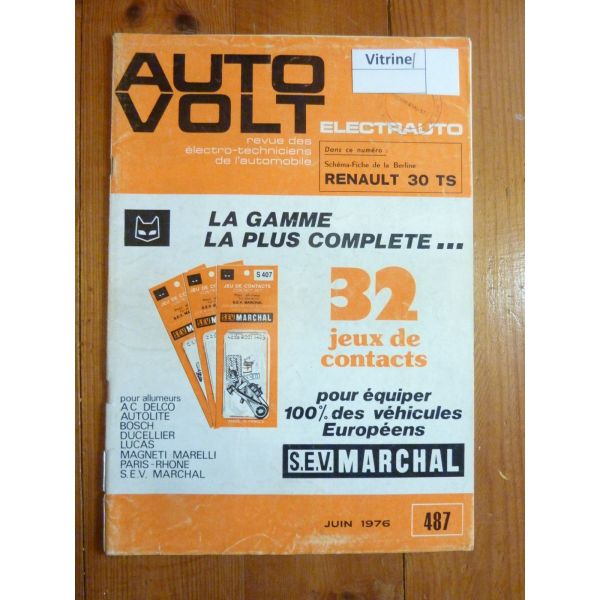 AUTO
VOLT
Vitrine
ELECTRAUTO
revue des
électro-techniciens
de l'automobile
Dans ce numéro :
Schéma-Fiche de la Berline
RENAULT 30 TS
LA GAMME
LA PLUS COMPLETE...
S 407
JEU DE CONTACTS
S.E.V. MARCHAL
32
jeux de
contacts
pour allumeurs
A C DELCO
AUTOLITE
BOSCH
DUCELLIER
LUCAS
MAGNETI MARELLI
PARIS-RHONE
S.E.V. MARCHAL
pour équiper
100% des véhicules
Européens
S.E.V. MARCHAL
JUIN 1976
487